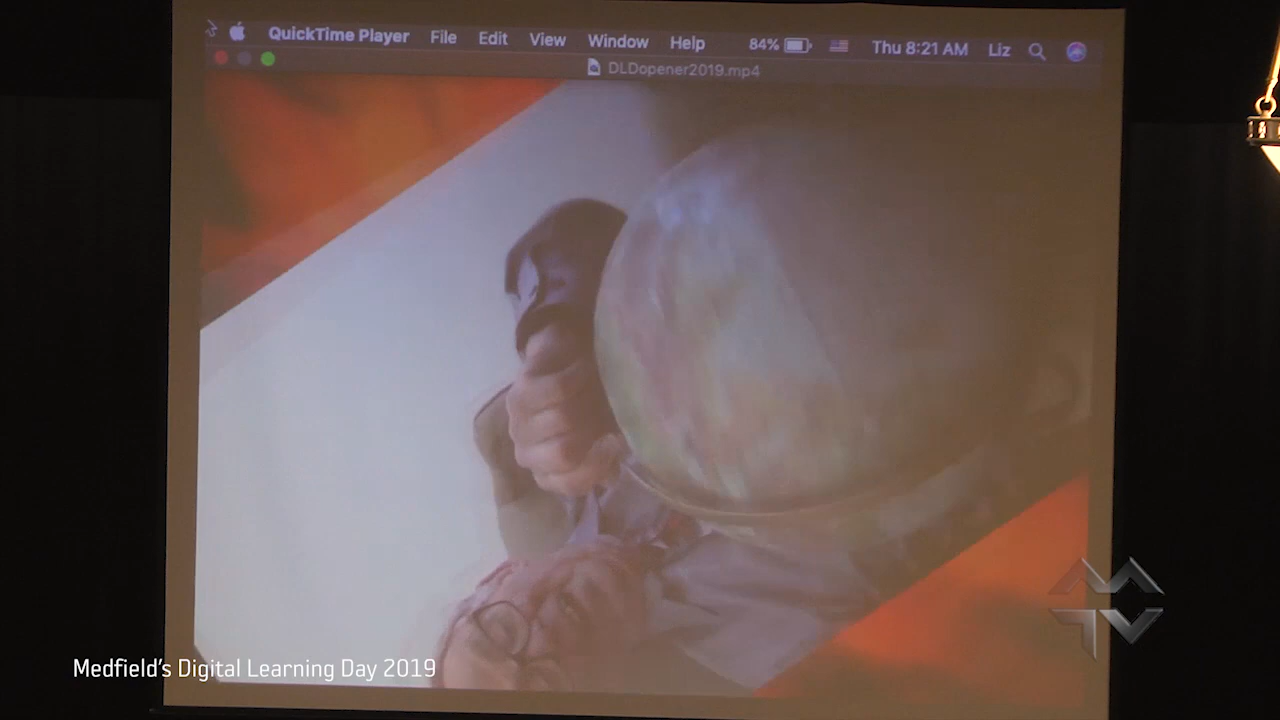 QuickTime Player File Edit View Window Help 84% Thu 8:21 AM Liz
DLDopener2019.mp4
Medfield's Digital Learning Day 2019